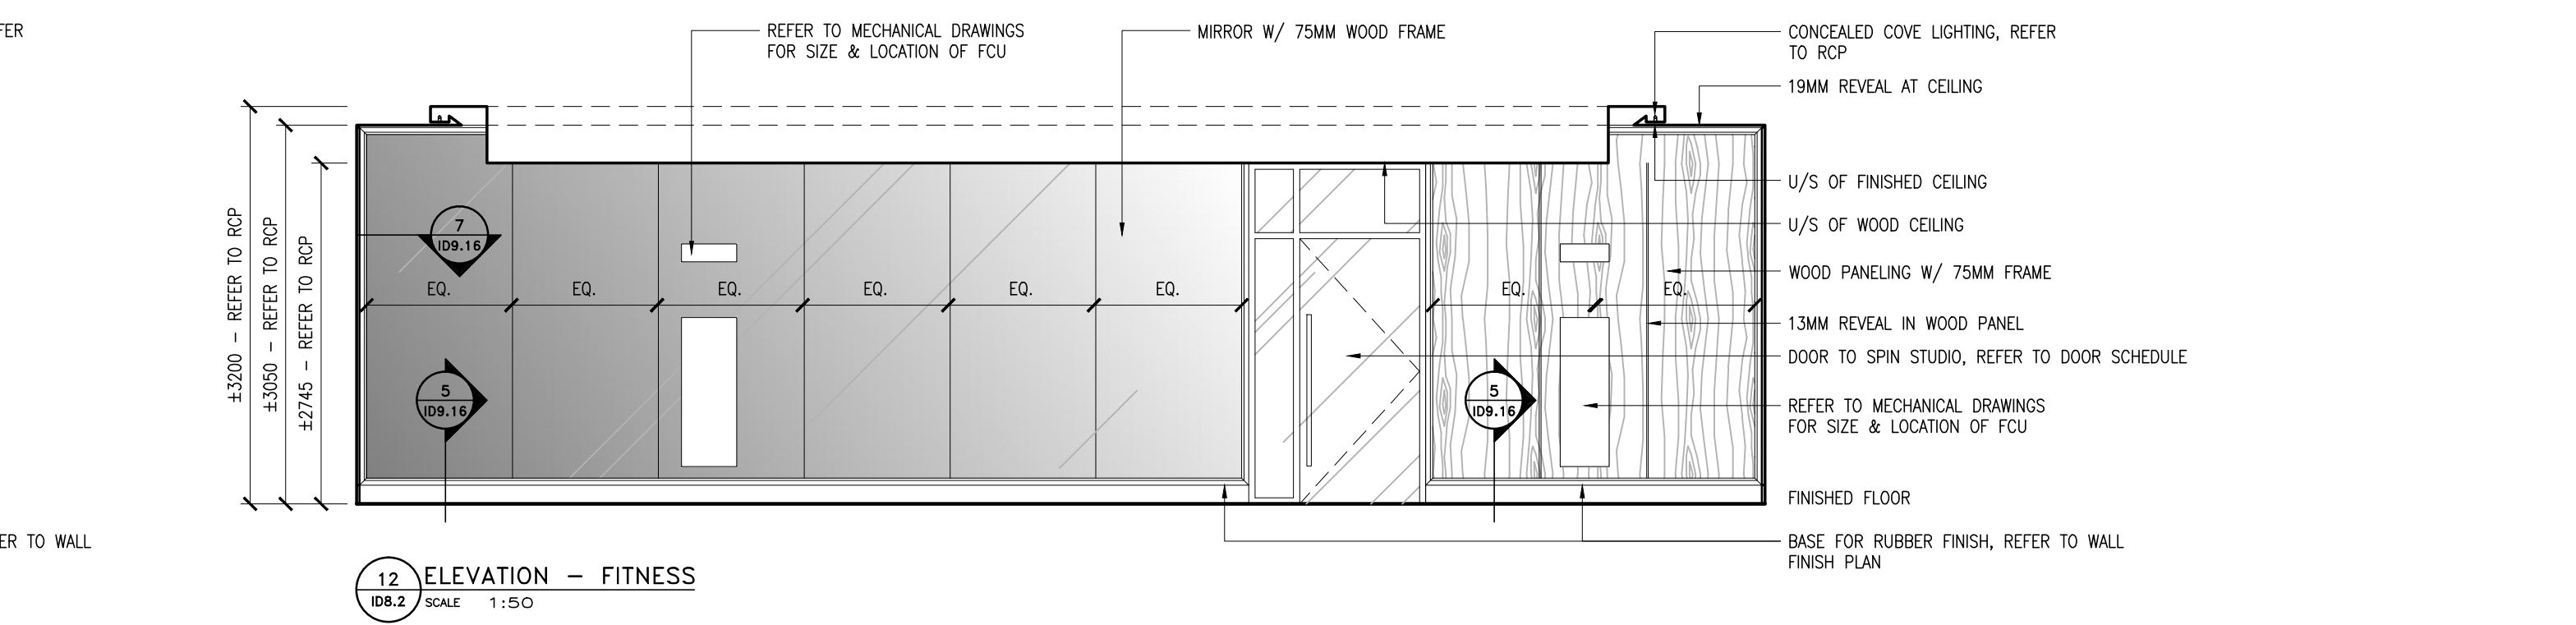 FER
REFER TO MECHANICAL DRAWINGS
FOR SIZE & LOCATION OF FCU
MIRROR W/ 75MM WOOD FRAME
CONCEALED COVE LIGHTING, REFER
TO RCP
19MM REVEAL AT CEILING
U/S OF FINISHED CEILING
U/S OF WOOD CEILING
WOOD PANELING W/ 75MM FRAME
13MM REVEAL IN WOOD PANEL
DOOR TO SPIN STUDIO, REFER TO DOOR SCHEDULE
REFER TO MECHANICAL DRAWINGS
FOR SIZE & LOCATION OF FCU
FINISHED FLOOR
BASE FOR RUBBER FINISH, REFER TO WALL
FINISH PLAN
±3200 - REFER TO RCP
±3050 - REFER TO RCP
±2745 - REFER TO RCP
7
ID9.16
EQ.
EQ.
EQ.
EQ.
EQ.
EQ.
EQ.
EQ.
5
ID9.16
5
ID9.16
ER TO WALL
12
ID8.2
ELEVATION - FITNESS
SCALE 1:50